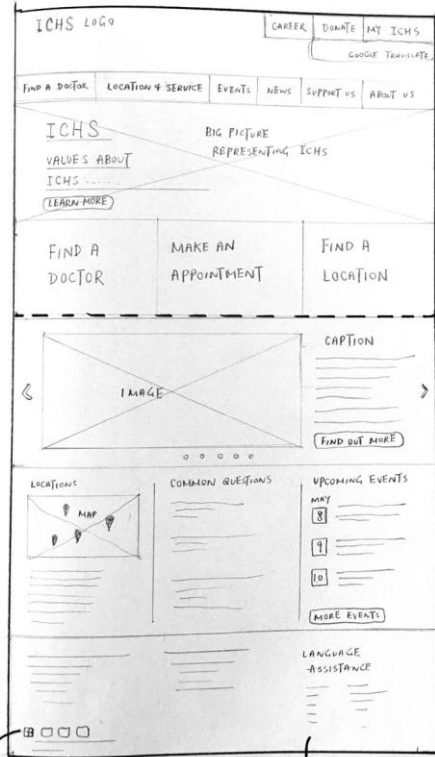 ICHS LOGO
CAREER DONATE MY ICHS
GOOGLE TRANSLATE
FIND A DOCTOR LOCATION & SERVICE EVENTS NEWS SUPPORT US ABOUT US
ICHS
VALUES ABOUT
ICHS ......
LEARN MORE
BIG PICTURE
REPRESENTING ICHS
FIND A
DOCTOR
MAKE AN
APPOINTMENT
FIND A
LOCATION
IMAGE
CAPTION
FIND OUT MORE
LOCATIONS
MAP
COMMON QUESTIONS
UPCOMING EVENTS
MAY
8
9
10
MORE EVENTS
LANGUAGE
ASSISTANCE